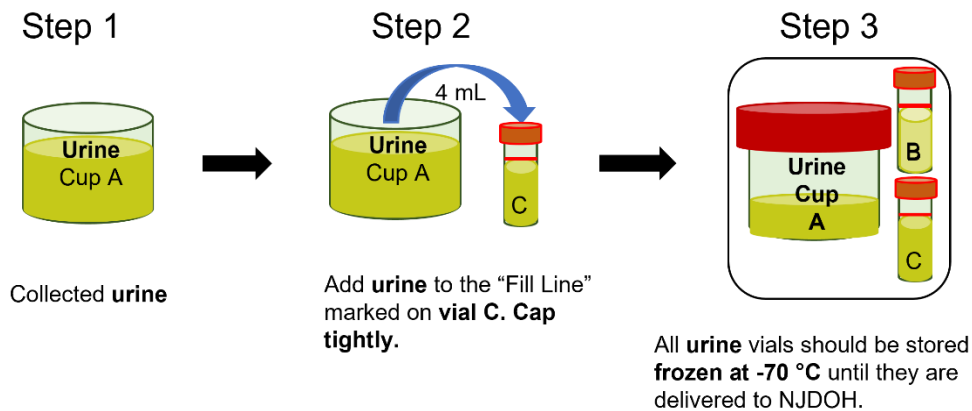 Step 1
Urine
Cup A
Collected urine
Step 2
4 mL
Urine
Cup A
C
Add urine to the “Fill Line”
marked on vial C. Cap
tightly.
Step 3
Urine
Cup
A
B
C
All urine vials should be stored
frozen at -70 °C until they are
delivered to NJDOH.